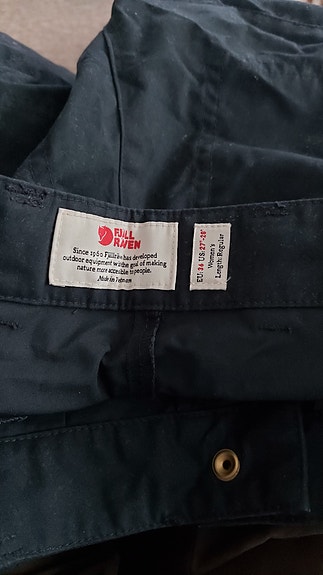 FJÄLL
RÄVEN
Since 1960 Fjällräven has developed
outdoor equipment with the goal of making
nature more accessible to people.
Made in Vietnam
EU: 36 US: 27"-28"
Women's
Length: Regular